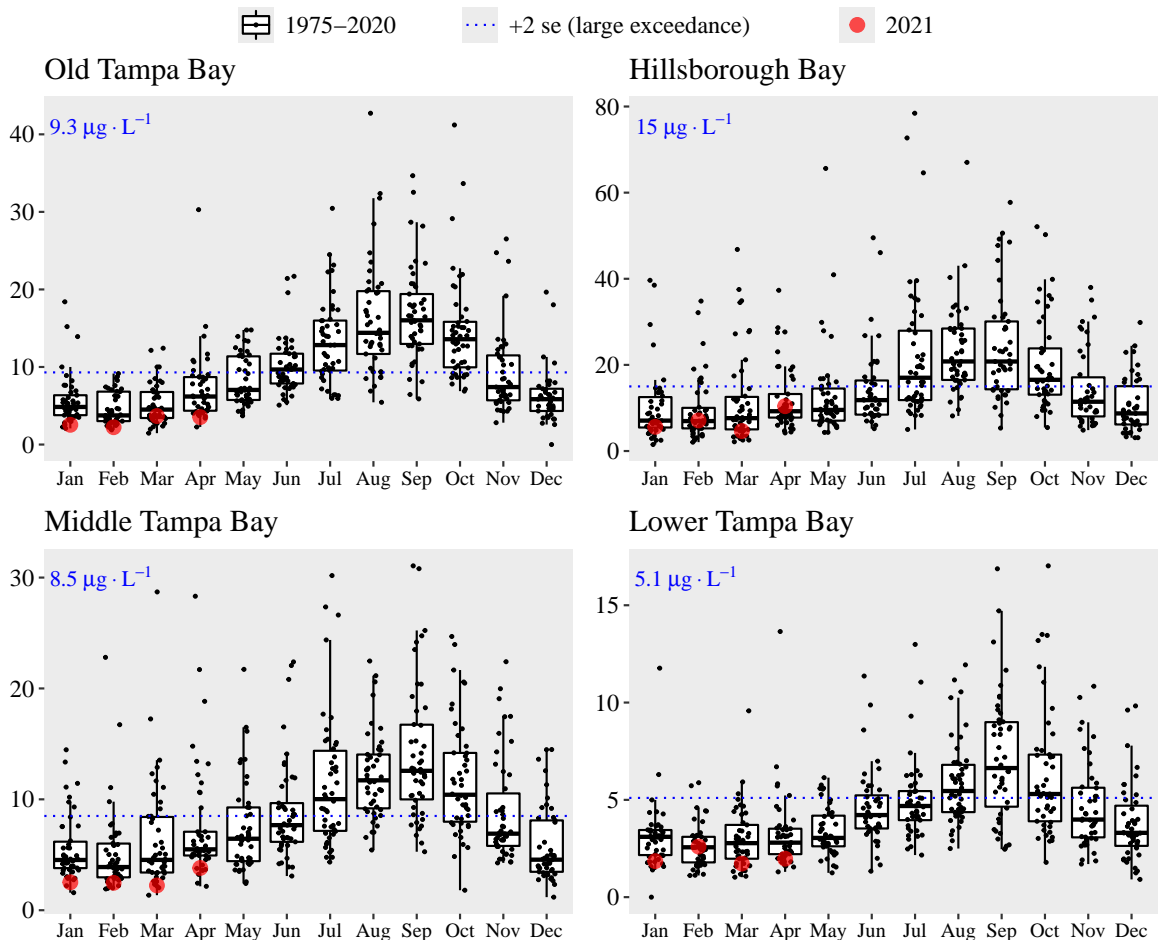 1975−2020 +2 se (large exceedance) 2021
Old Tampa Bay
9.3 μg · L⁻¹
40
30
20
10
0
Jan Feb Mar Apr May Jun Jul Aug Sep Oct Nov Dec
Hillsborough Bay
15 μg · L⁻¹
80
60
40
20
0
Jan Feb Mar Apr May Jun Jul Aug Sep Oct Nov Dec
Middle Tampa Bay
8.5 μg · L⁻¹
30
20
10
0
Jan Feb Mar Apr May Jun Jul Aug Sep Oct Nov Dec
Lower Tampa Bay
5.1 μg · L⁻¹
15
10
5
0
Jan Feb Mar Apr May Jun Jul Aug Sep Oct Nov Dec